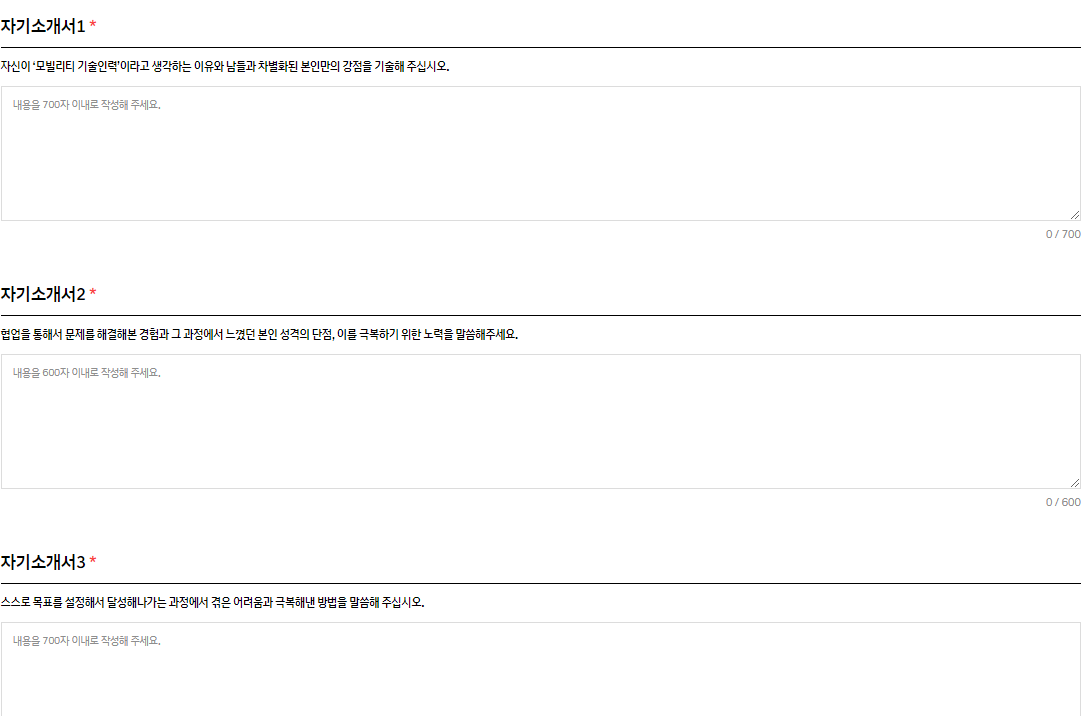 자기소개서1 *
자신이 ‘모빌리티 기술인력’이라고 생각하는 이유와 남들과 차별화된 본인만의 강점을 기술해 주십시오.
내용을 700자 이내로 작성해 주세요.
0 / 700
자기소개서2 *
협업을 통해서 문제를 해결해본 경험과 그 과정에서 느꼈던 본인 성격의 단점, 이를 극복하기 위한 노력을 말씀해주세요.
내용을 600자 이내로 작성해 주세요.
0 / 600
자기소개서3 *
스스로 목표를 설정해서 달성해나가는 과정에서 겪은 어려움과 극복해낸 방법을 말씀해 주십시오.
내용을 700자 이내로 작성해 주세요.